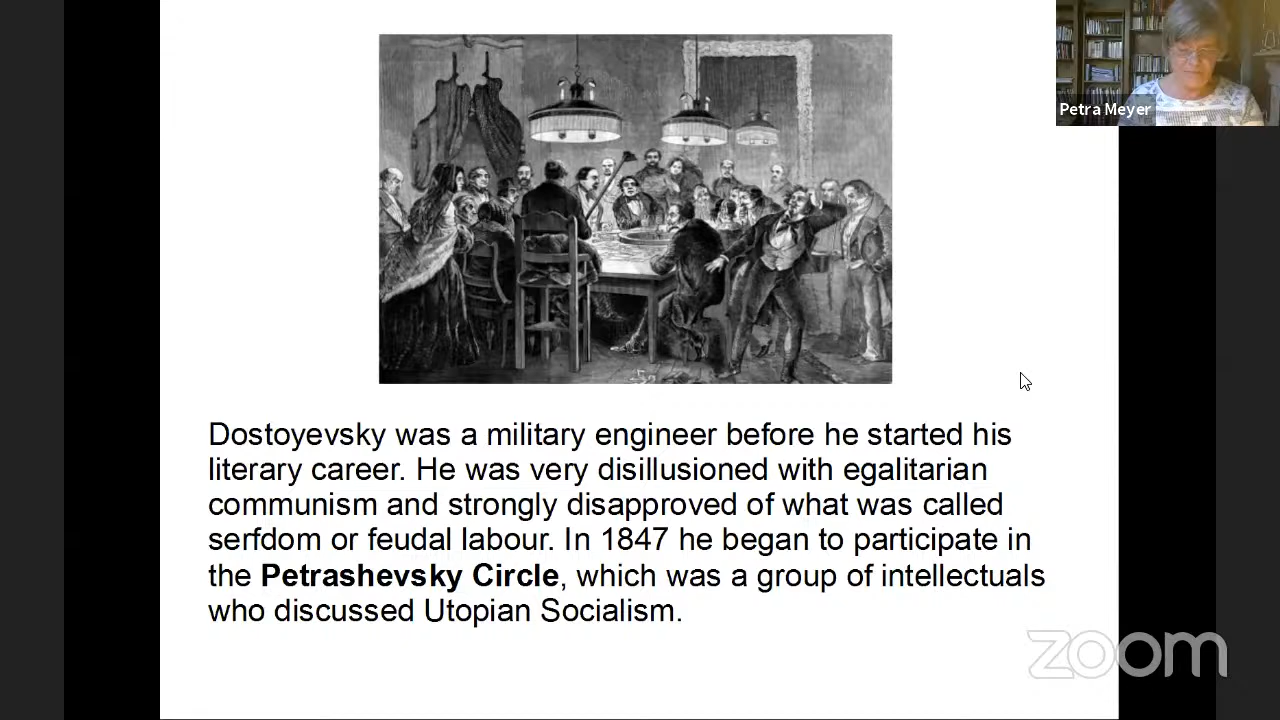 Petra Meyer
Dostoyevsky was a military engineer before he started his
literary career. He was very disillusioned with egalitarian
communism and strongly disapproved of what was called
serfdom or feudal labour. In 1847 he began to participate in
the Petrashevsky Circle, which was a group of intellectuals
who discussed Utopian Socialism.
zoom